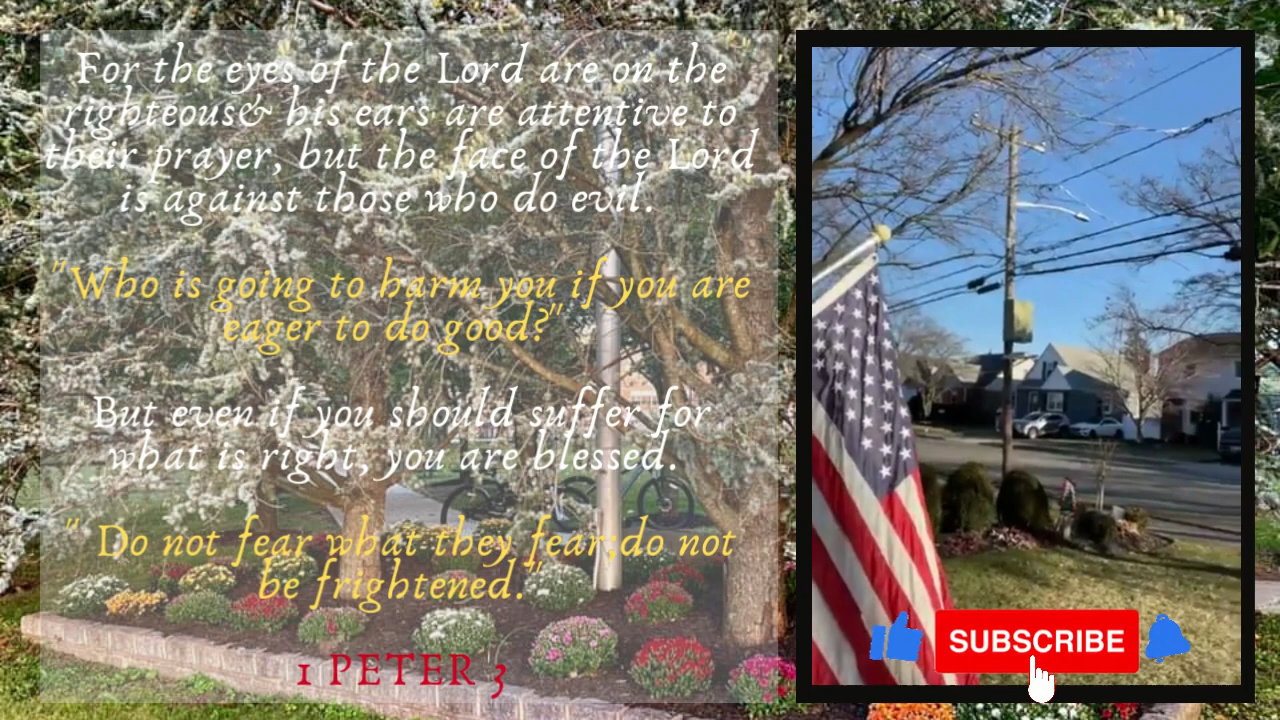 For the eyes of the Lord are on the
righteous& his ears are attentive to
their prayer, but the face of the Lord
is against those who do evil.
"Who is going to harm you if you are
eager to do good?"
But even if you should suffer for
what is right, you are blessed.
" Do not fear what they fear;do not
be frightened."
1 PETER 3
SUBSCRIBE